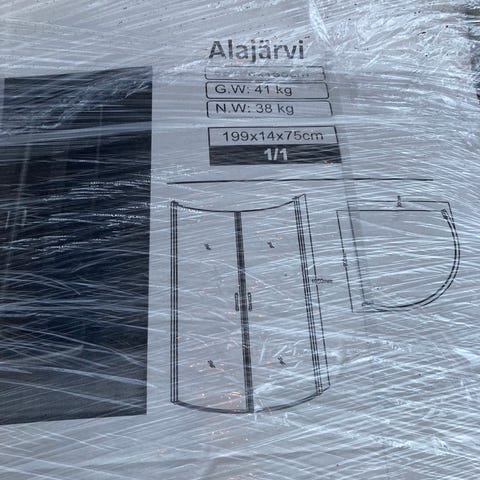 Alajärvi
G.W: 41 kg
N.W: 38 kg
199x14x75cm
1/1